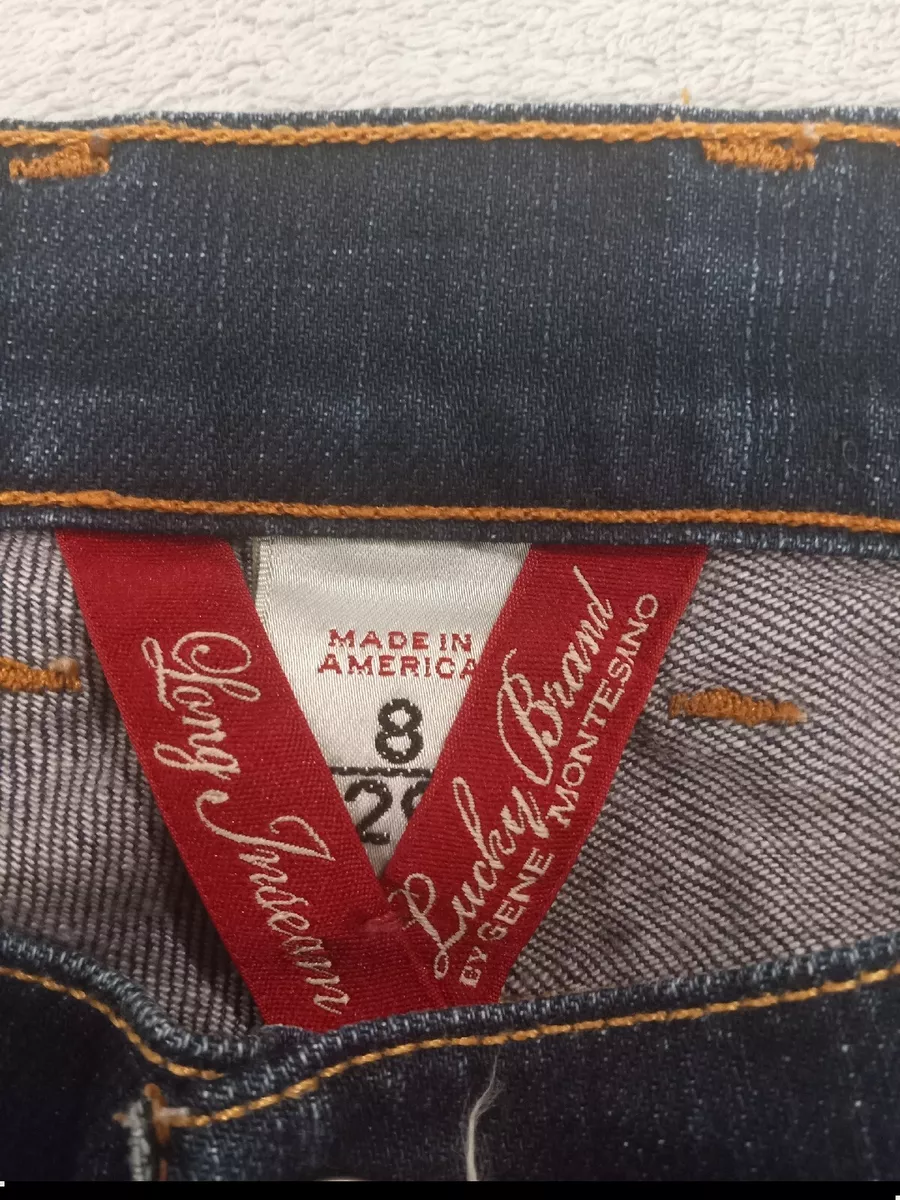 Long Inseam
MADE IN
AMERICA
8
Lucky Brand
BY GENE MONTESINO